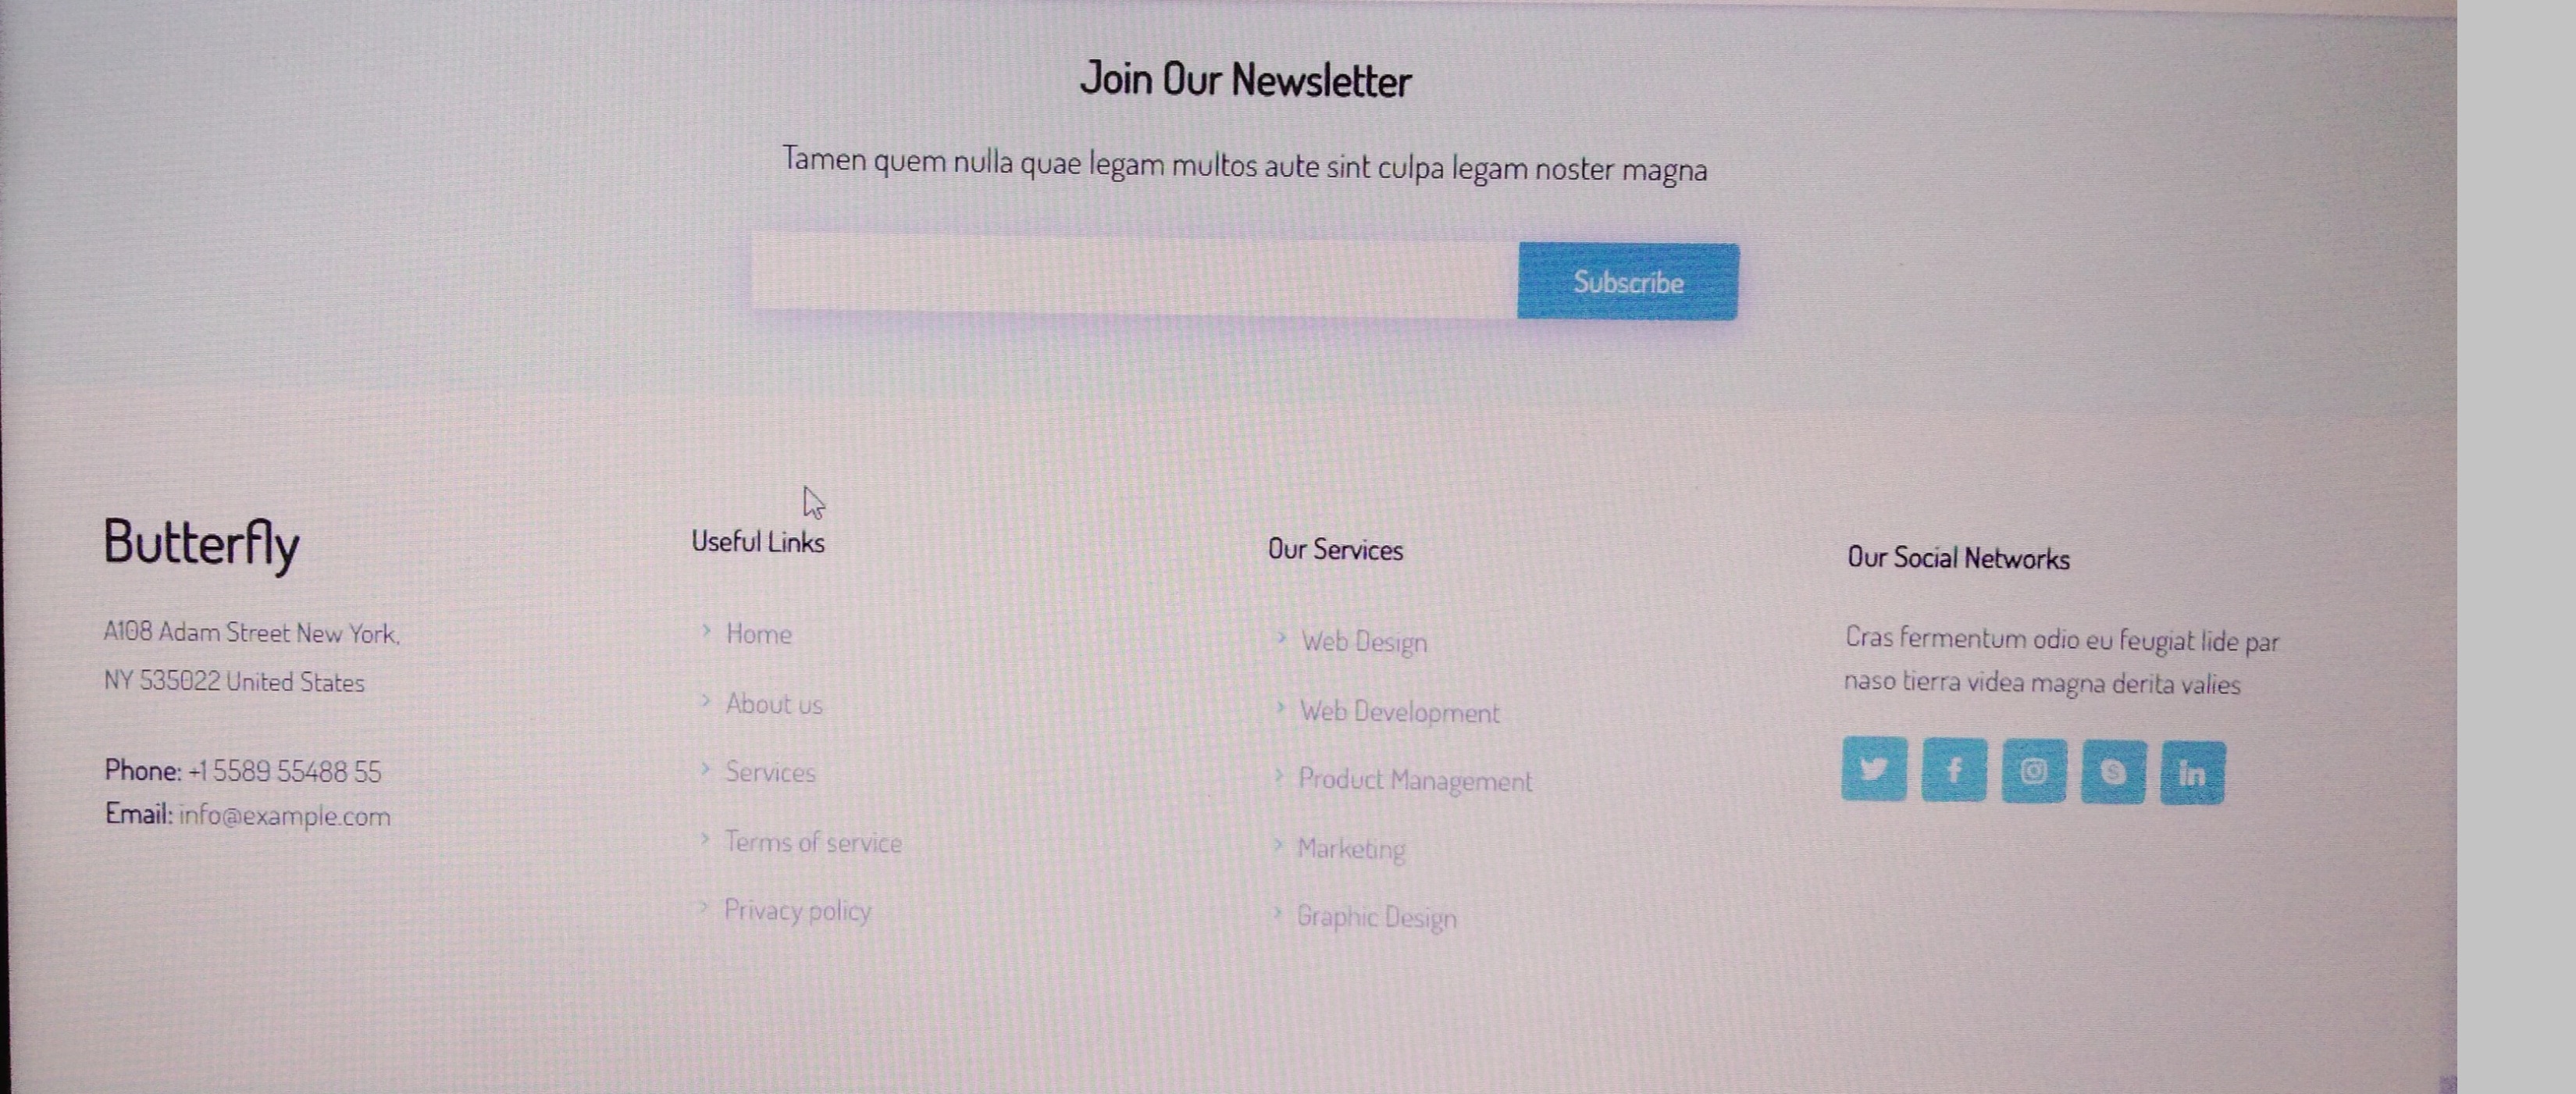 Join Our Newsletter
Tamen quem nulla quae legam multos aute sint culpa legam noster magna
Subscribe
Butterfly
A108 Adam Street New York,
NY 535022 United States
Phone: +1 5589 55488 55
Email: info@example.com
Useful Links
Home
About us
Services
Terms of service
Privacy policy
Our Services
Web Design
Web Development
Product Management
Marketing
Graphic Design
Our Social Networks
Cras fermentum odio eu feugiat lide par
naso tierra videa magna derita valies